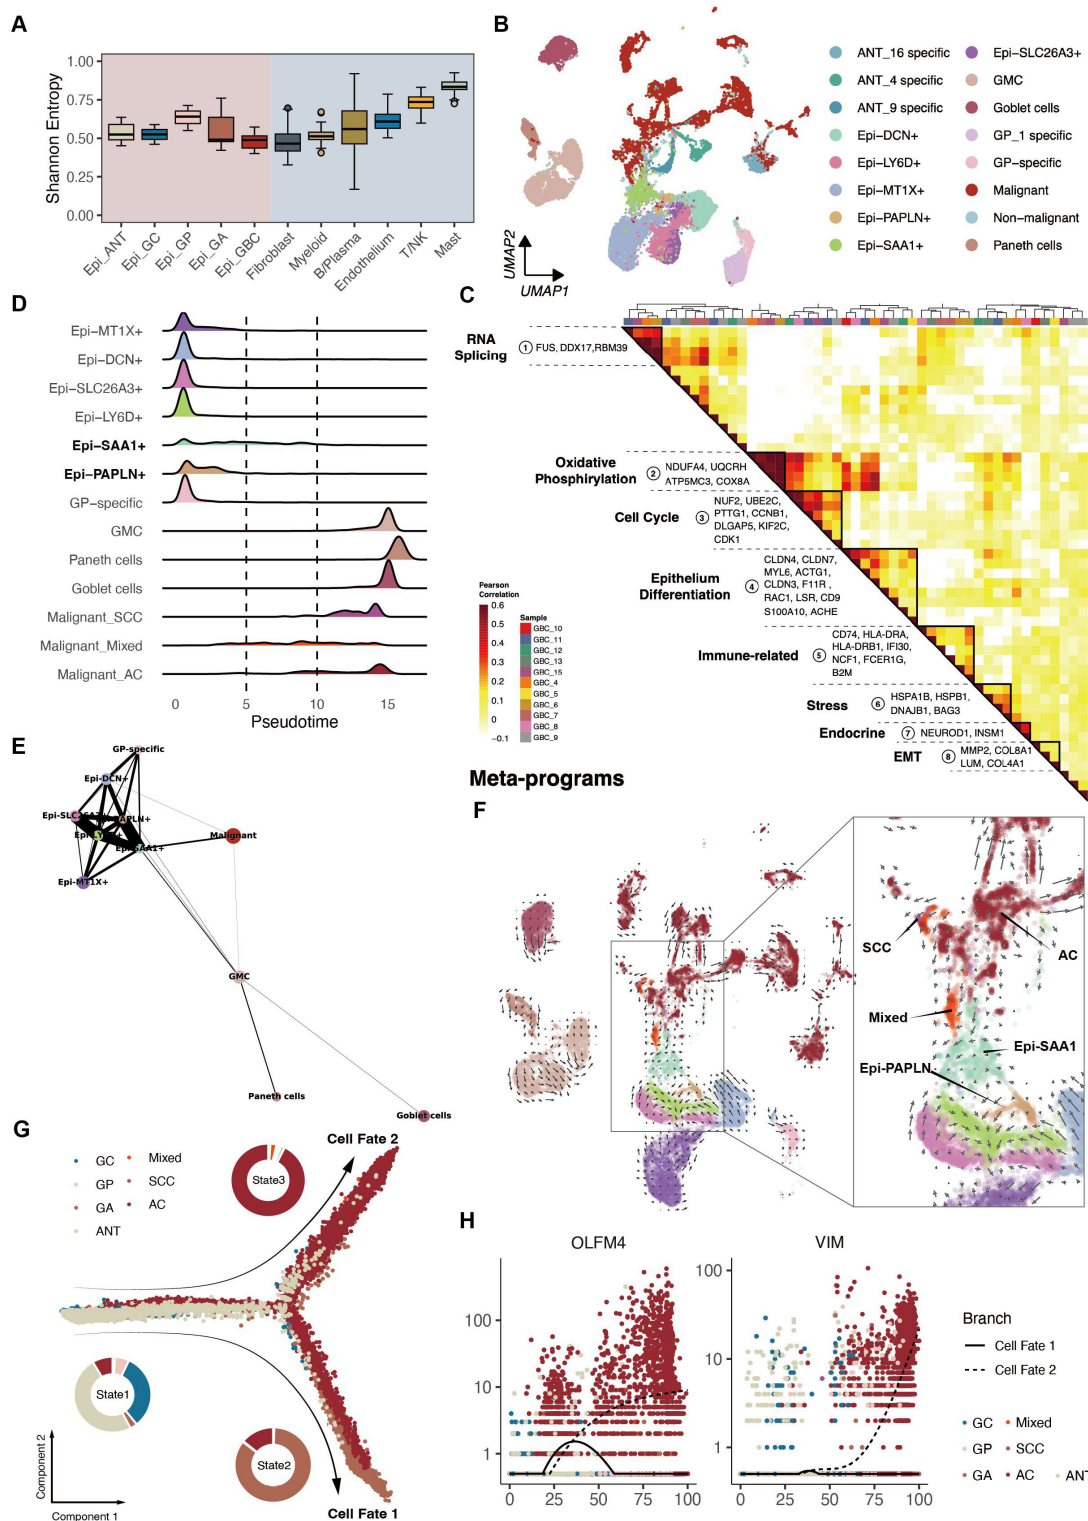 A
Shannon Entropy
1.00
0.75
0.50
0.25
0.00
Epi_ANT
Epi_GC
Epi_GP
Epi_GA
Epi_GBC
Fibroblast
Myeloid
B/Plasma
Endothelium
T/NK
Mast
B
UMAP2
UMAP1
ANT_16 specific
ANT_4 specific
ANT_9 specific
Epi−DCN+
Epi−LY6D+
Epi−MT1X+
Epi−PAPLN+
Epi−SAA1+
Epi−SLC26A3+
GMC
Goblet cells
GP_1 specific
GP−specific
Malignant
Non−malignant
Paneth cells
C
RNA
Splicing
1 FUS, DDX17,RBM39
Oxidative
Phosphirylation
2 NDUFA4, UQCRH
ATP5MC3, COX8A
Cell Cycle
3 NUF2, UBE2C,
PTTG1, CCNB1,
DLGAP5, KIF2C,
CDK1
Epithelium
Differentiation
4 CLDN4, CLDN7,
MYL6, ACTG1,
CLDN3, F11R ,
RAC1, LSR, CD9
S100A10, ACHE
Immune-related
5 CD74, HLA-DRA,
HLA-DRB1, IFI30,
NCF1, FCER1G,
B2M
Stress
6 HSPA1B, HSPB1,
DNAJB1, BAG3
Endocrine
7 NEUROD1, INSM1
EMT
8 MMP2, COL8A1
LUM, COL4A1
Pearson
Correlation
0.6
0.5
0.4
0.3
0.2
0.1
0
−0.1
Sample
GBC_10
GBC_11
GBC_12
GBC_13
GBC_15
GBC_4
GBC_5
GBC_6
GBC_7
GBC_8
GBC_9
Meta-programs
D
Epi−MT1X+
Epi−DCN+
Epi−SLC26A3+
Epi−LY6D+
Epi−SAA1+
Epi−PAPLN+
GP−specific
GMC
Paneth cells
Goblet cells
Malignant_SCC
Malignant_Mixed
Malignant_AC
0
5
10
15
Pseudotime
E
GP-specific
Epi-DCN+
Malignant
Epi-MT1X+
GMC
Paneth cells
Goblet cells
F
SCC
AC
Mixed
Epi-SAA1
Epi-PAPLN
G
GC
GP
GA
ANT
Mixed
SCC
AC
State3
Cell Fate 2
State1
State2
Cell Fate 1
Component 2
Component 1
H
OLFM4
100
10
1
0
25
50
75
100
VIM
100
10
1
0
25
50
75
100
Branch
Cell Fate 1
Cell Fate 2
GC
GP
GA
Mixed
SCC
AC
ANT